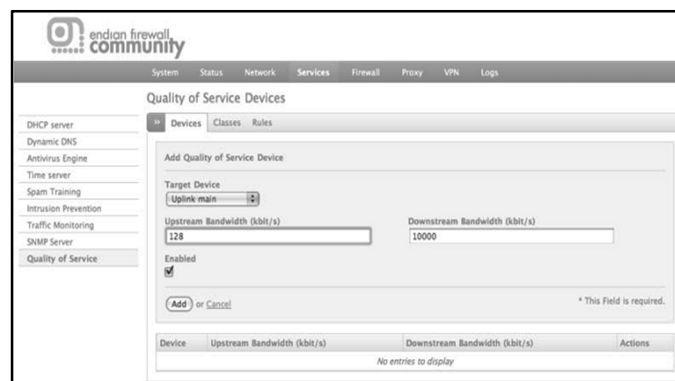 endian firewall
community
System Status Network Services Firewall Proxy VPN Logs
Quality of Service Devices
DHCP server
Dynamic DNS
Antivirus Engine
Time server
Spam Training
Intrusion Prevention
Traffic Monitoring
SNMP Server
Quality of Service
» Devices Classes Rules
Add Quality of Service Device
Target Device
Uplink main
Upstream Bandwidth (kbit/s) Downstream Bandwidth (kbit/s)
128 10000
Enabled
Add or Cancel * This Field is required.
Device Upstream Bandwidth (kbit/s) Downstream Bandwidth (kbit/s) Actions
No entries to display